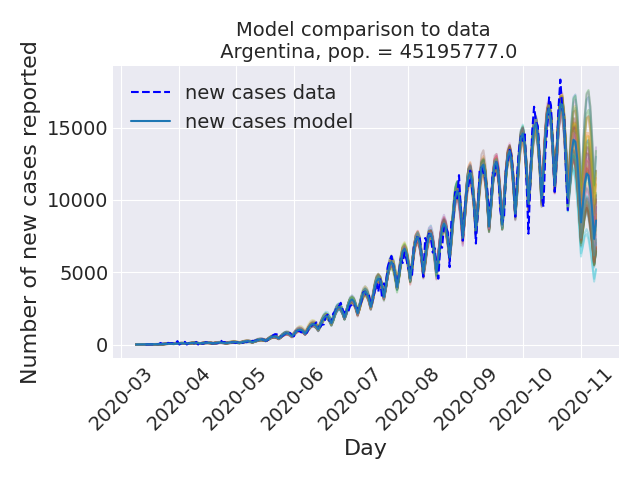 Model comparison to data
Argentina, pop. = 45195777.0
new cases data
new cases model
Number of new cases reported
15000
10000
5000
0
2020-03
2020-04
2020-05
2020-06
2020-07
2020-08
2020-09
2020-10
2020-11
Day